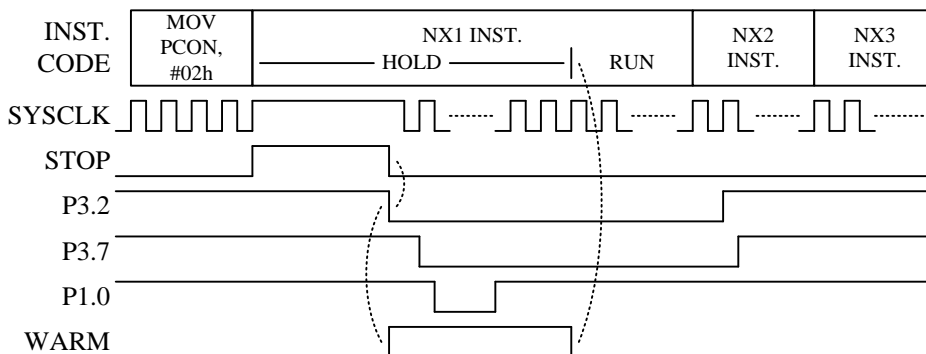 INST.
CODE
MOV
PCON,
#02h
NX1 INST.
HOLD
RUN
NX2
INST.
NX3
INST.
SYSCLK
STOP
P3.2
P3.7
P1.0
WARM